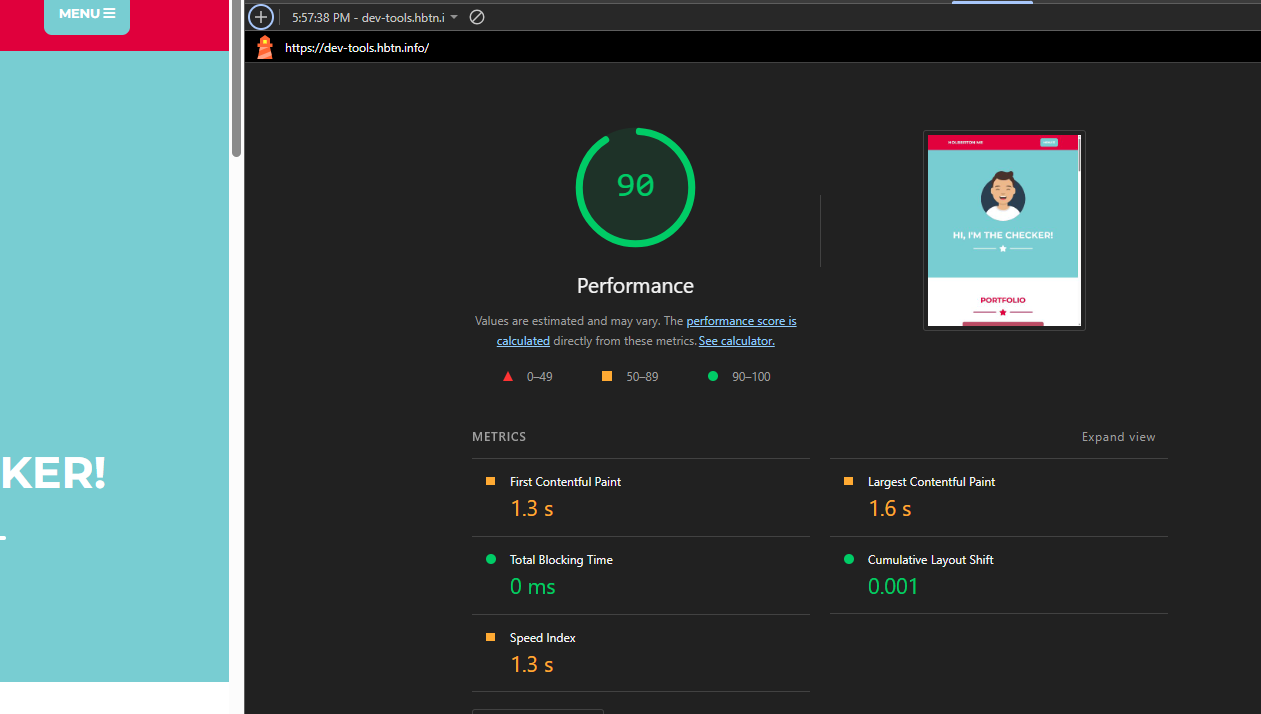 MENU
KER!
5:57:38 PM - dev-tools.hbtn.i
https://dev-tools.hbtn.info/
90
Performance
Values are estimated and may vary. The performance score is
calculated directly from these metrics. See calculator.
0–49
50–89
90–100
HOLBERTON ME
HI, I'M THE CHECKER!
PORTFOLIO
METRICS
Expand view
First Contentful Paint
1.3 s
Largest Contentful Paint
1.6 s
Total Blocking Time
0 ms
Cumulative Layout Shift
0.001
Speed Index
1.3 s